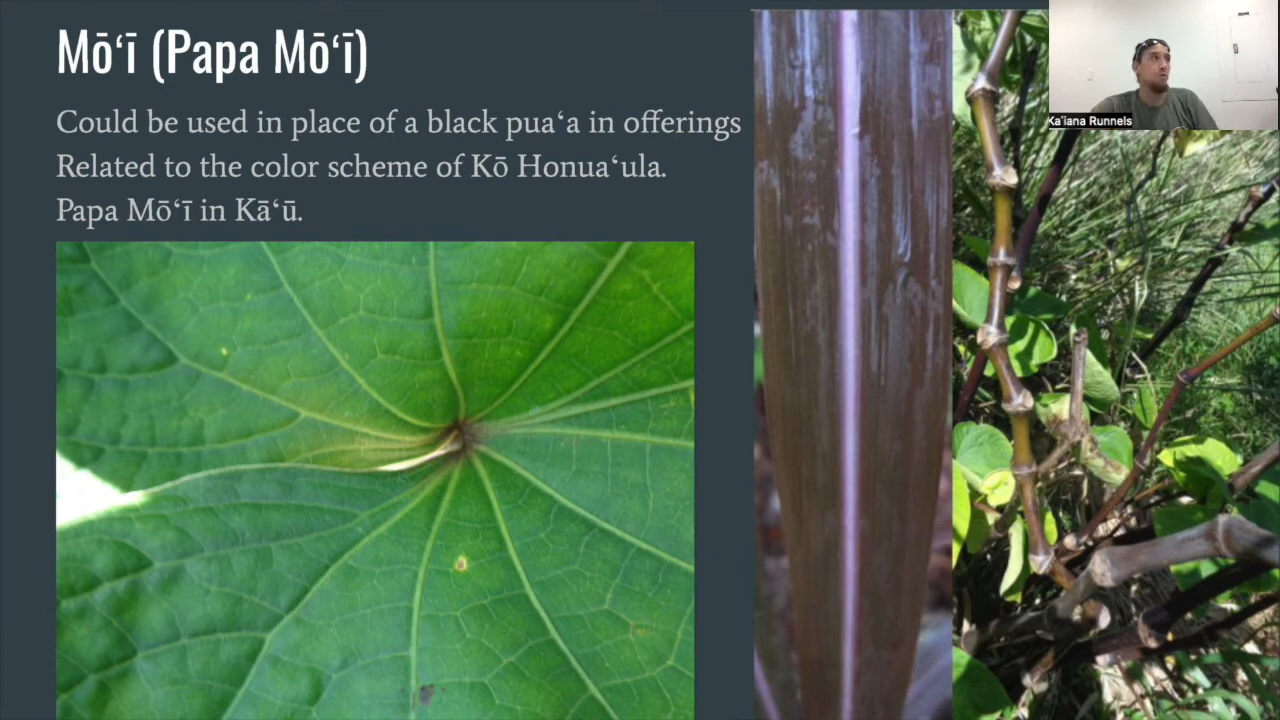 Mōʻī (Papa Mōʻī)
Could be used in place of a black puaʻa in offerings
Related to the color scheme of Kō Honuaʻula.
Papa Mōʻī in Kāʻū.
Kaʻiana Runnels